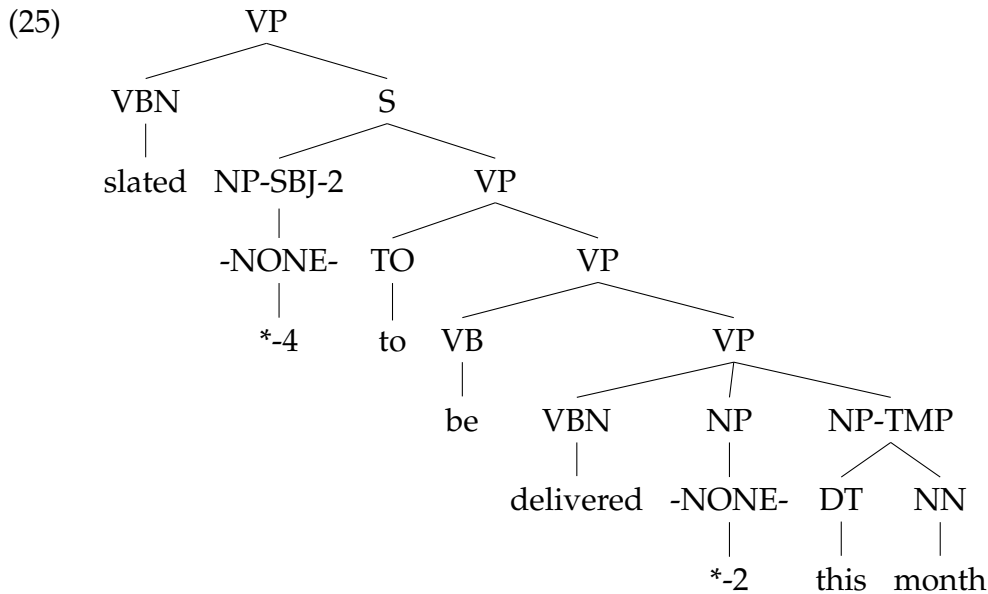 (25) VP
VBN S
slated NP-SBJ-2 VP
-NONE- TO VP
*-4 to VB VP
be VBN NP NP-TMP
delivered -NONE- DT NN
*-2 this month